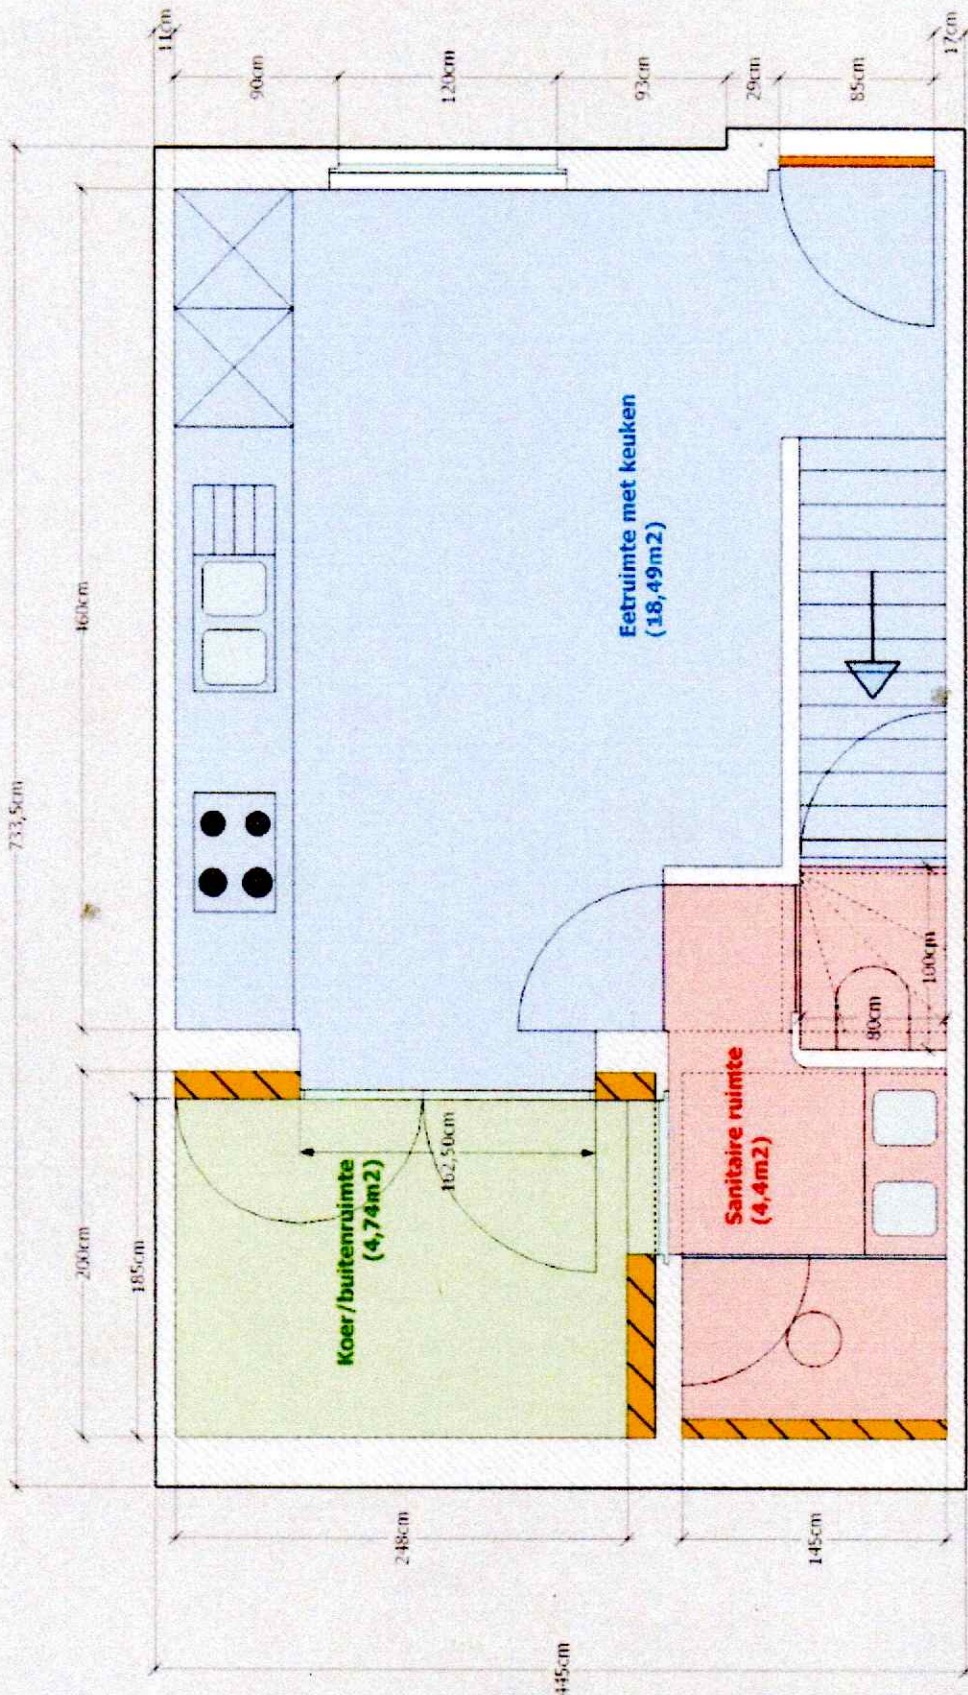 733,5cm
460cm
200cm
185cm
11cm
90cm
120cm
93cm
29cm
85cm
17cm
Eetruimte met keuken
(18,49m2)
Koer/buitenruimte
(4,74m2)
162,50cm
Sanitaire ruimte
(4,4m2)
80cm
100cm
248cm
145cm
445cm